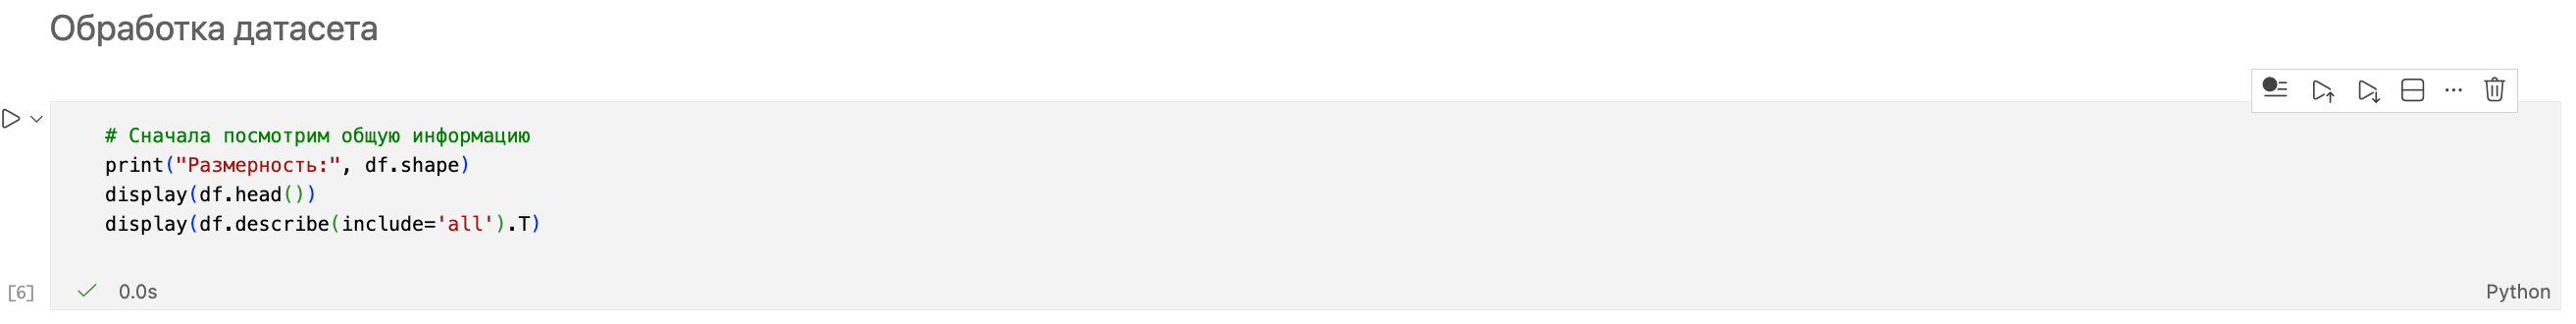 Обработка датасета
# Сначала посмотрим общую информацию
print("Размерность:", df.shape)
display(df.head())
display(df.describe(include='all').T)
[6]
0.0s
Python